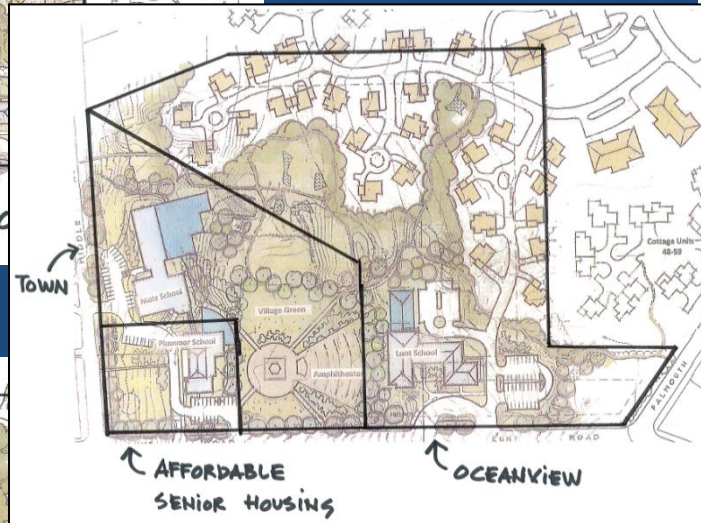 TOWN
MIDDLE
Motz School
Plummer School
Village Green
Amphitheater
Lunt School
Cottage Units
48-59
FALMOUTH
LUNT ROAD
AFFORDABLE
SENIOR HOUSING
OCEANVIEW